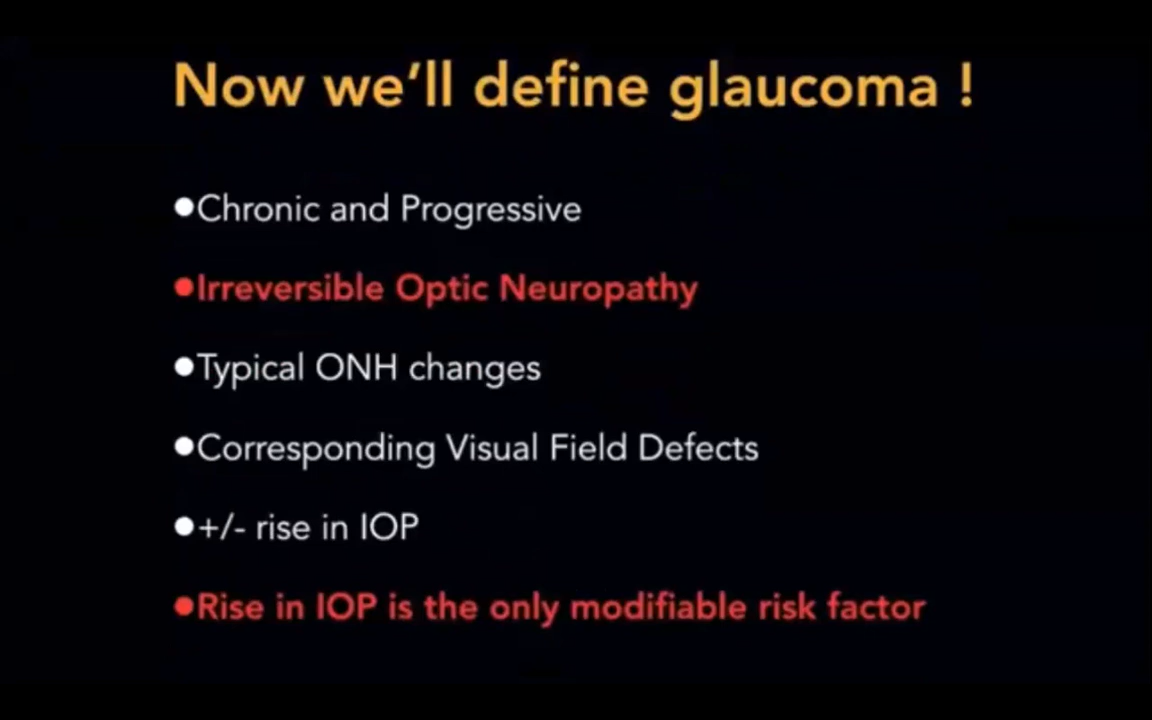 Now we'll define glaucoma !
●Chronic and Progressive
●Irreversible Optic Neuropathy
●Typical ONH changes
●Corresponding Visual Field Defects
●+/- rise in IOP
●Rise in IOP is the only modifiable risk factor